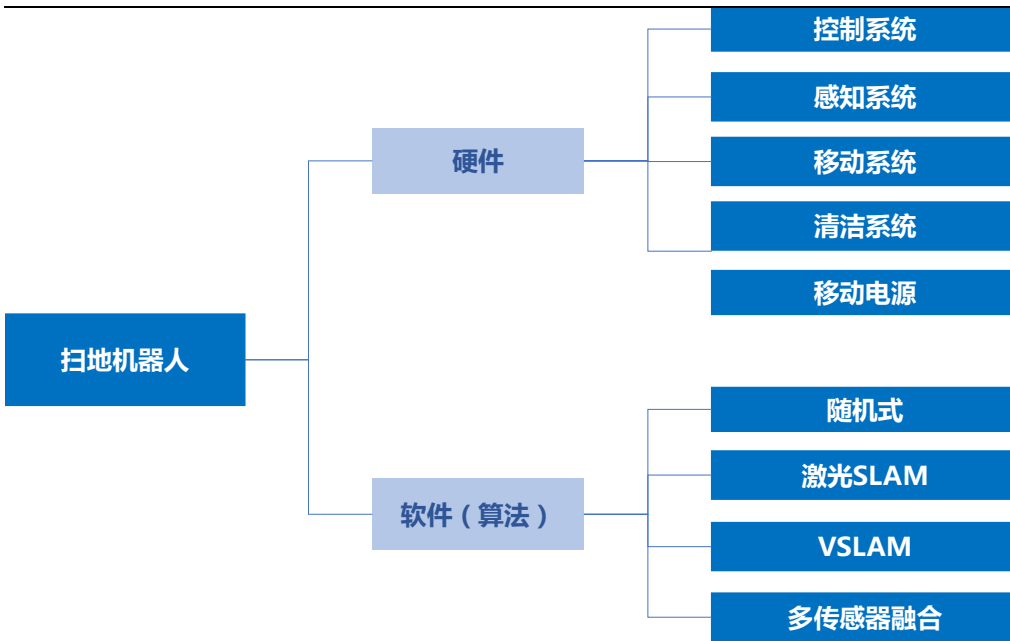 扫地机器人
硬件
控制系统
感知系统
移动系统
清洁系统
移动电源
软件（算法）
随机式
激光SLAM
VSLAM
多传感器融合